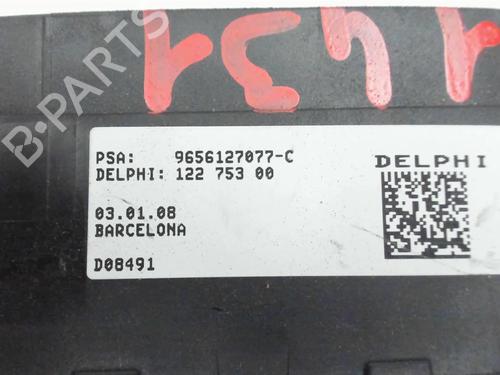 B-PARTS
PSA: 9656127077-C
DELPHI: 122 753 00
DELPHI
03.01.08
BARCELONA
D08491